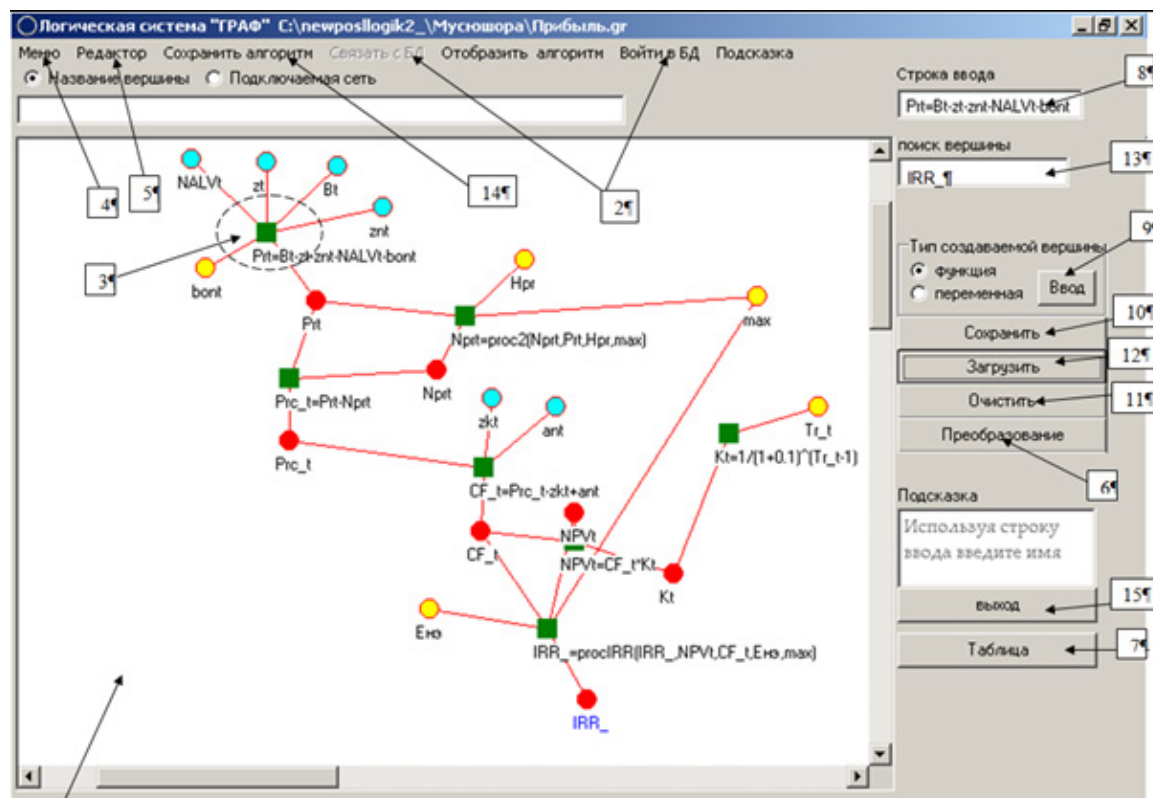 Логическая система "ГРАФ" C:\newposllogik2_\Мусюшора\Прибыль.gr
Меню Редактор Сохранить алгоритм Связать с БД Отобразить алгоритм Войти в БД Подсказка
Название вершины Подключаемая сеть
Строка ввода
8¶
Prt=Bt-zt-znt-NALVt-bont
поиск вершины
13¶
IRR_¶
NALVt
zt
Bt
4¶
5¶
14¶
2¶
znt
9¶
Тип создаваемой вершины
функция
переменная
Ввод
3¶
Prt=Bt-zt-znt-NALVt-bont
bont
Hpr
Prt
max
10¶
Сохранить
Nprt=proc2(Nprt,Prt,Hpr,max)
12¶
Загрузить
Nprt
Prc_t=Prt-Nprt
11¶
Очистить
zkt
ant
Tr_t
Преобразование
Prc_t
Kt=1/(1+0.1)^(Tr_t-1)
6¶
CF_t=Prc_t-zkt+ant
Подсказка
Используя строку
ввода введите имя
NPVt
CF_t
NPVt=CF_t*Kt
Kt
15¶
выход
Eнэ
7¶
Таблица
IRR_=procIRR(IRR_,NPVt,CF_t,Eнэ,max)
IRR_